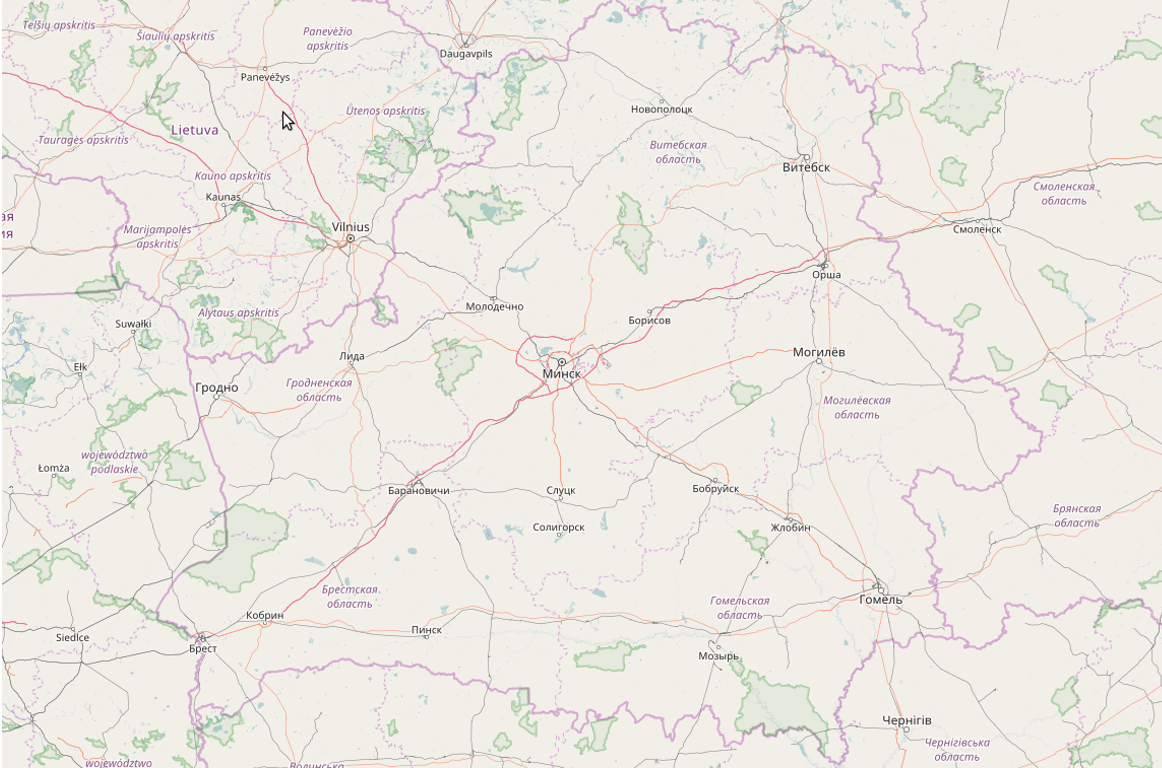 Telšių apskritis
Šiaulių apskritis
Panevėžio
apskritis
Daugavpils
Panevėžys
Новополоцк
Utenos apskritis
Lietuva
Tauragės apskritis
Витебская
область
Витебск
Kauno apskritis
Kaunas
Смоленская
область
ая
ия
Marijampolės
apskritis
Vilnius
Смоленск
Орша
Молодечно
Борисов
Alytaus apskritis
Suwałki
Лида
Минск
Могилёв
Ełk
Гродно
Гродненская
область
Могилёвская
область
województwo
podlaskie
Łomża
Барановичи
Слуцк
Бобруйск
Солигорск
Жлобин
Брянская
область
Брестская
область
Гомельская
область
Гомель
Кобрин
Пинск
Siedlce
Брест
Мозырь
Чернігів
Чернігівська
область
województwo
Волинська